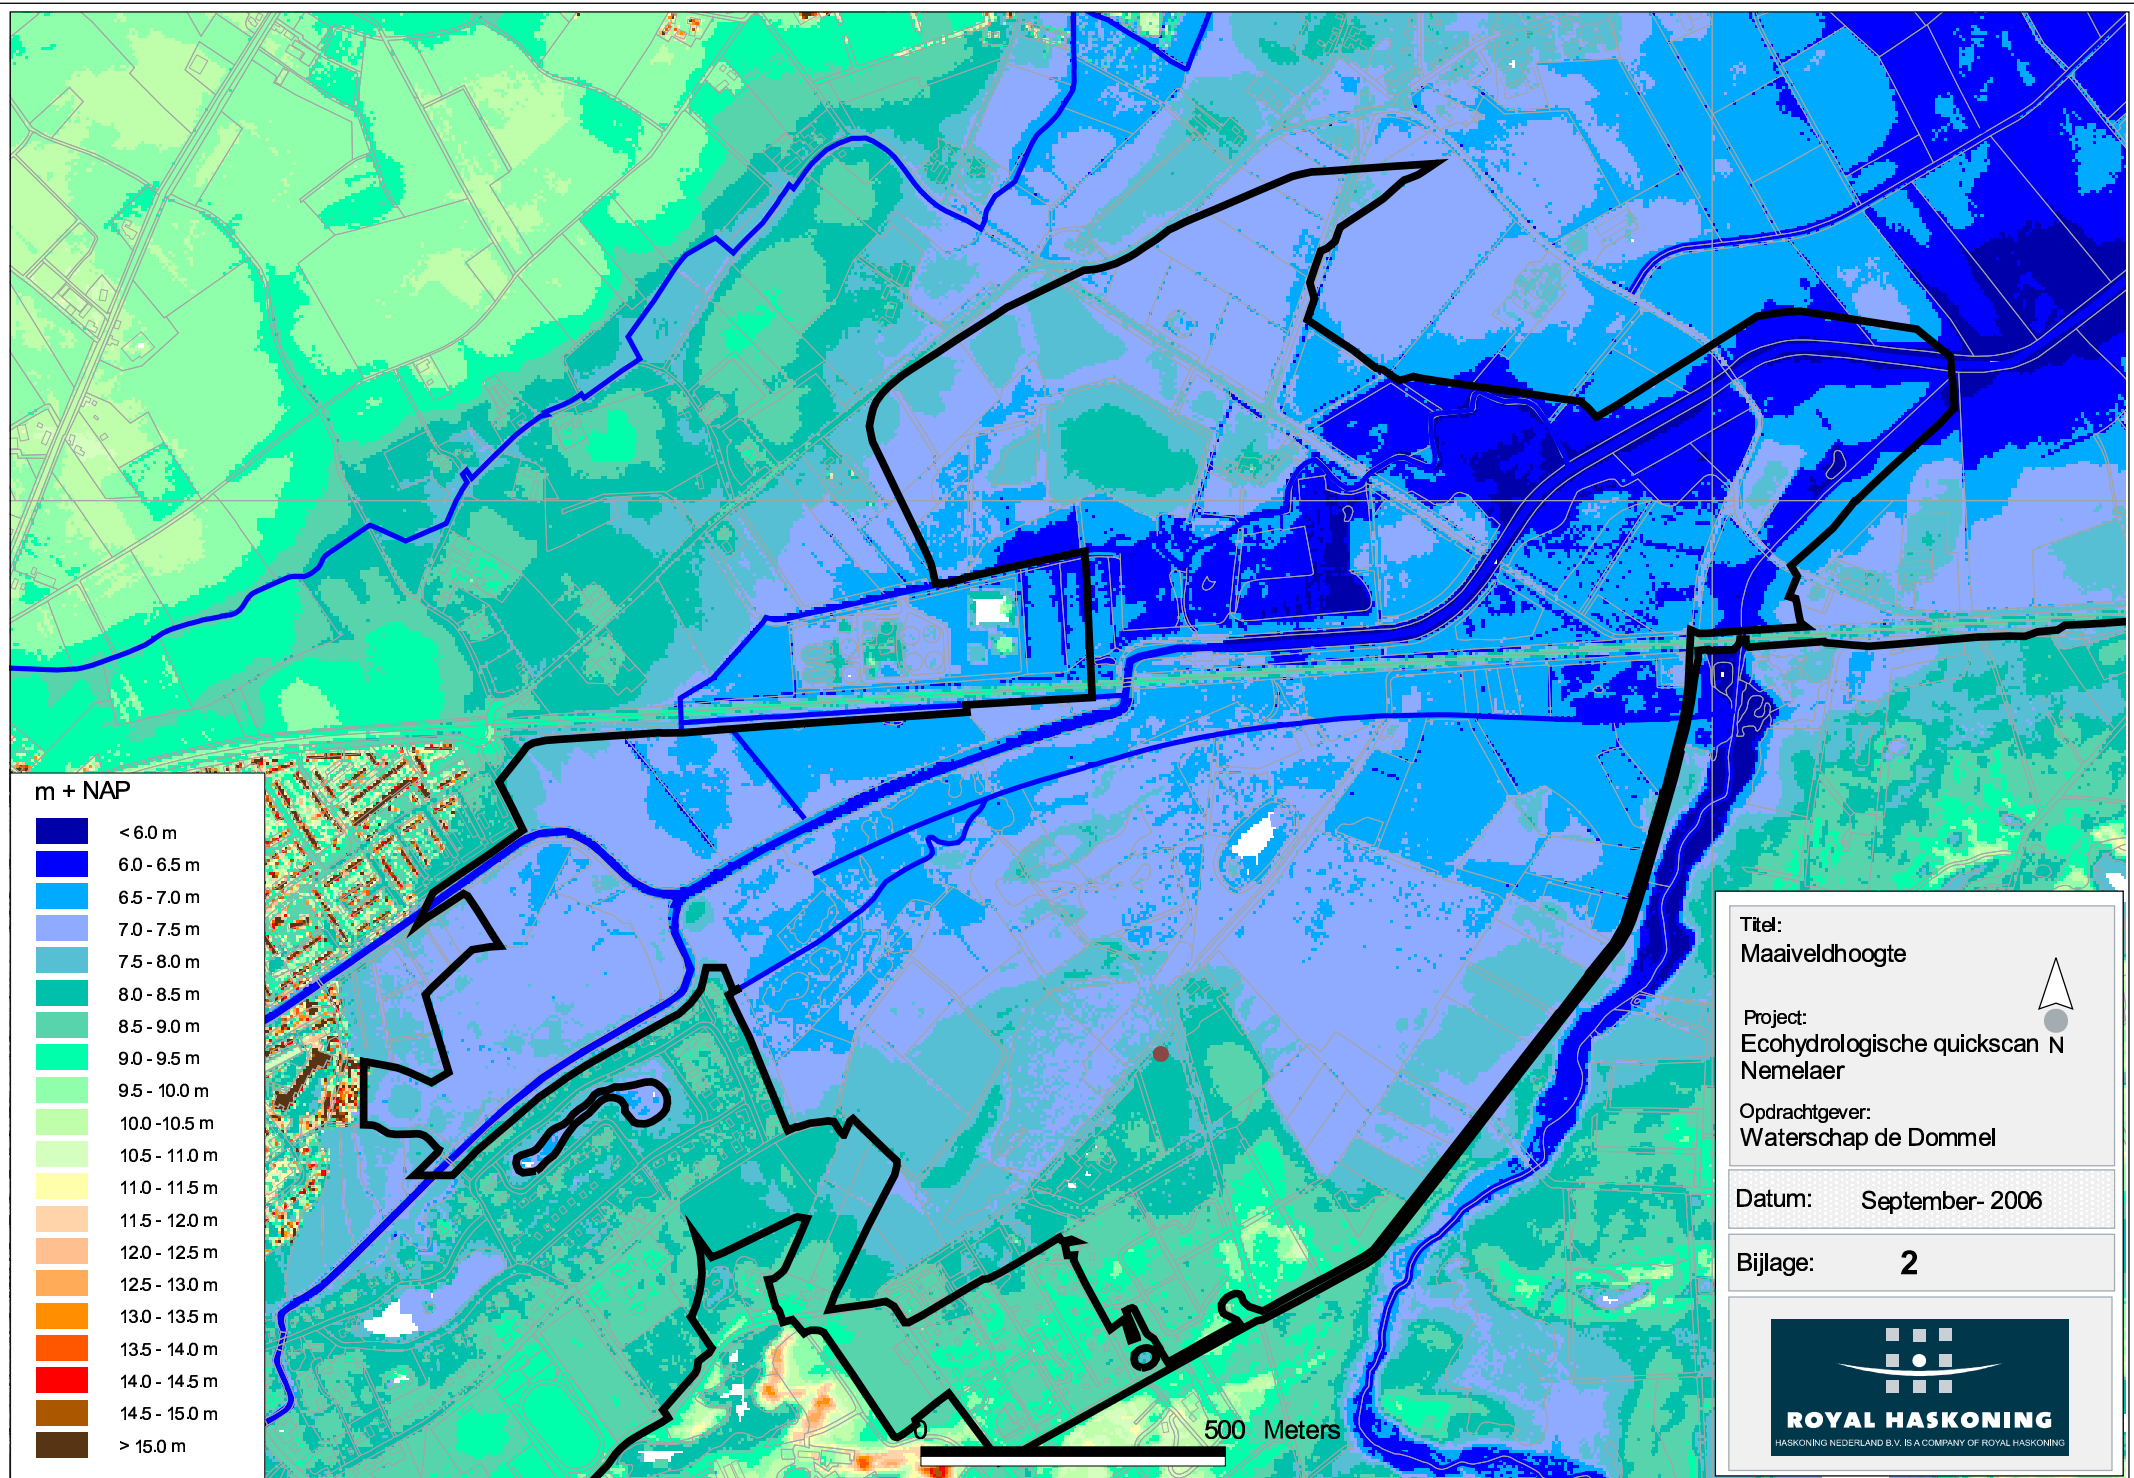 m + NAP
< 6.0 m
6.0 - 6.5 m
6.5 - 7.0 m
7.0 - 7.5 m
7.5 - 8.0 m
8.0 - 8.5 m
8.5 - 9.0 m
9.0 - 9.5 m
9.5 - 10.0 m
10.0 -10.5 m
10.5 - 11.0 m
11.0 - 11.5 m
11.5 - 12.0 m
12.0 - 12.5 m
12.5 - 13.0 m
13.0 - 13.5 m
13.5 - 14.0 m
14.0 - 14.5 m
14.5 - 15.0 m
> 15.0 m
0 500 Meters
Titel:
Maaiveldhoogte
Project:
Ecohydrologische quickscan
Nemelaer
N
Opdrachtgever:
Waterschap de Dommel
Datum: September- 2006
Bijlage: 2
ROYAL HASKONING
HASKONING NEDERLAND B.V. IS A COMPANY OF ROYAL HASKONING